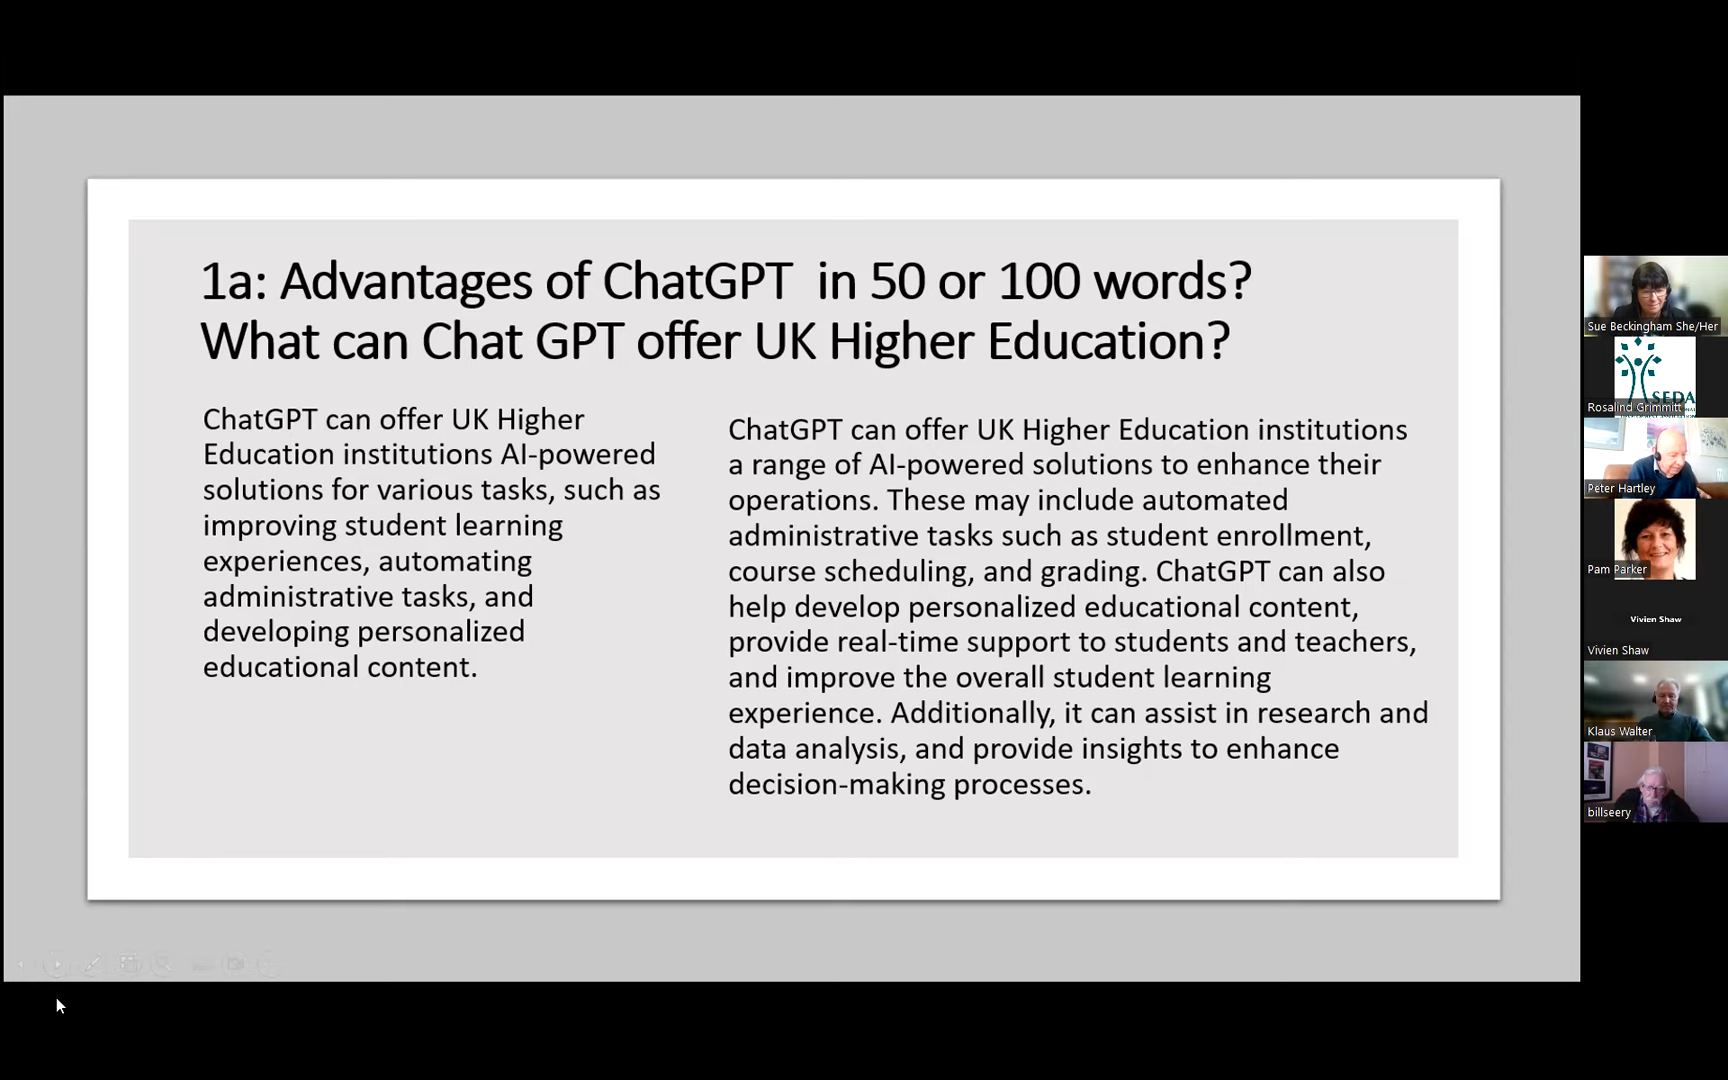 1a: Advantages of ChatGPT in 50 or 100 words?
What can Chat GPT offer UK Higher Education?
ChatGPT can offer UK Higher
Education institutions AI-powered
solutions for various tasks, such as
improving student learning
experiences, automating
administrative tasks, and
developing personalized
educational content.
ChatGPT can offer UK Higher Education institutions
a range of AI-powered solutions to enhance their
operations. These may include automated
administrative tasks such as student enrollment,
course scheduling, and grading. ChatGPT can also
help develop personalized educational content,
provide real-time support to students and teachers,
and improve the overall student learning
experience. Additionally, it can assist in research and
data analysis, and provide insights to enhance
decision-making processes.
Sue Beckingham She/Her
SEDA
Rosalind Grimmitt
Peter Hartley
Pam Parker
Vivien Shaw
Vivien Shaw
Klaus Walter
billseery